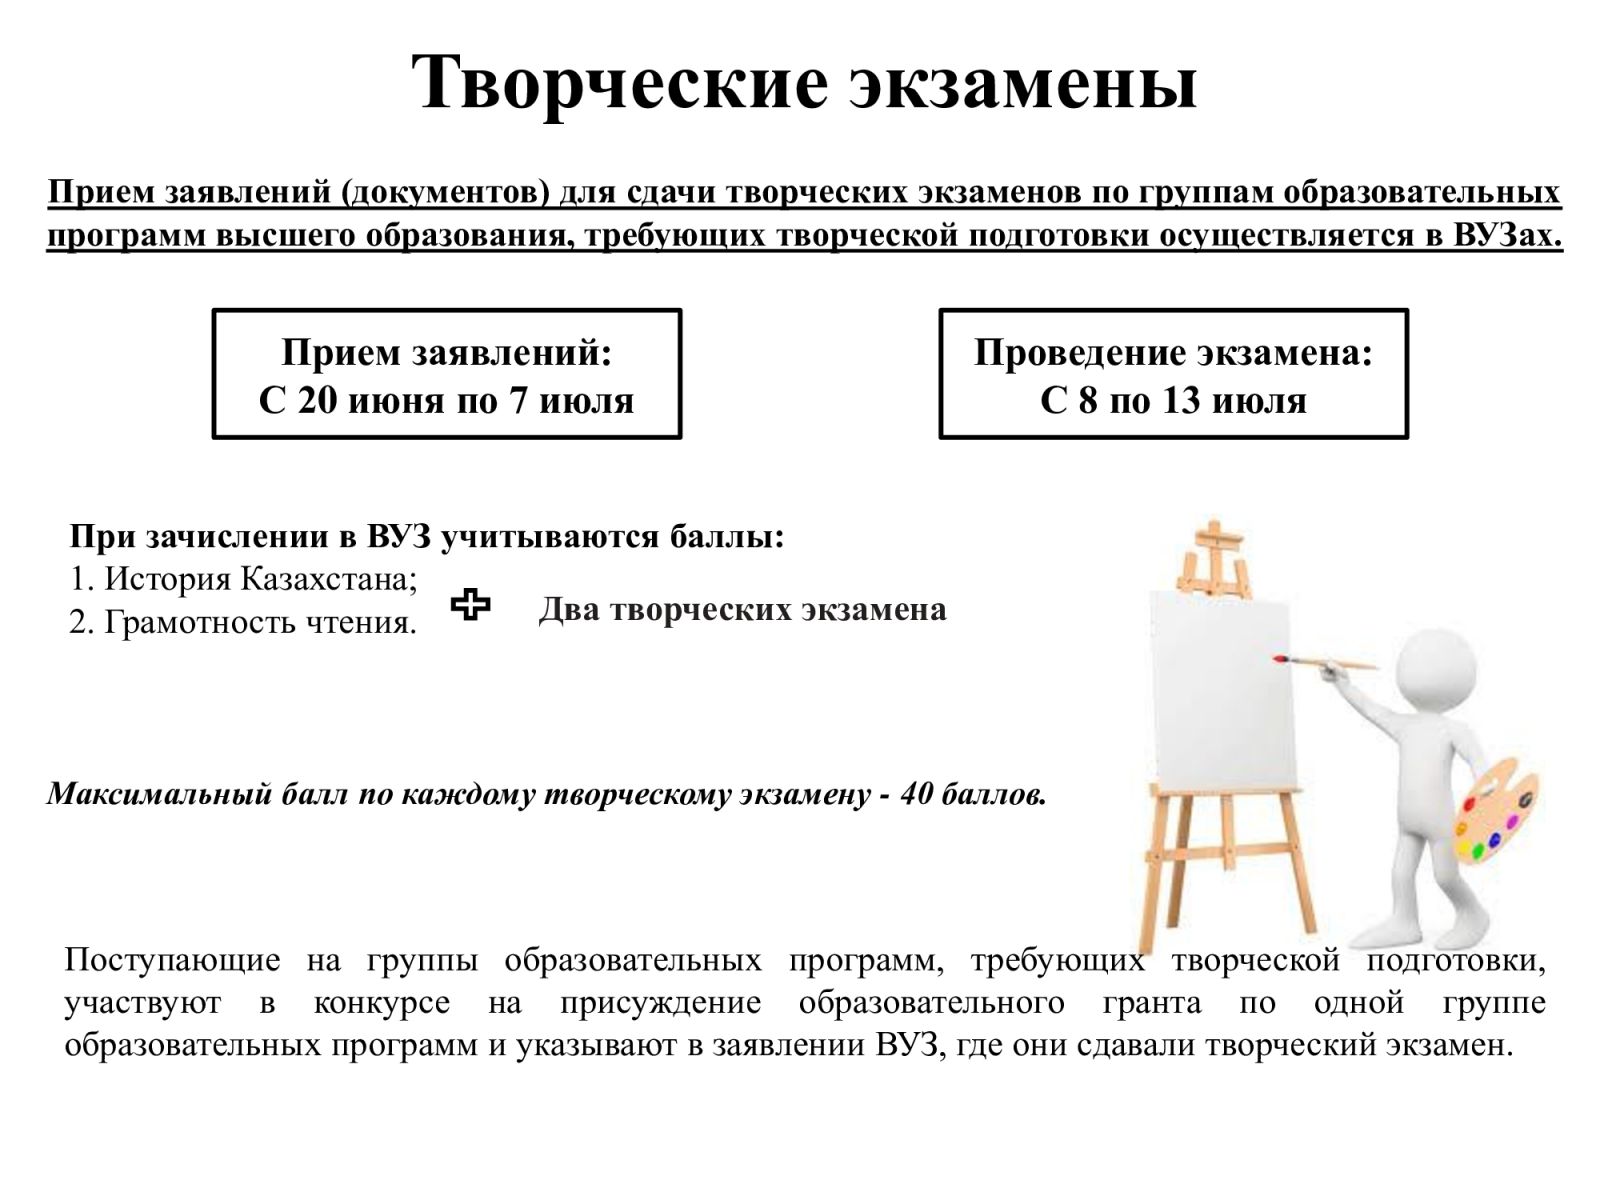 Творческие экзамены
Прием заявлений (документов) для сдачи творческих экзаменов по группам образовательных
программ высшего образования, требующих творческой подготовки осуществляется в ВУЗах.
Прием заявлений:
С 20 июня по 7 июля
Проведение экзамена:
С 8 по 13 июля
При зачислении в ВУЗ учитываются баллы:
1. История Казахстана;
2. Грамотность чтения.
Два творческих экзамена
Максимальный балл по каждому творческому экзамену - 40 баллов.
Поступающие на группы образовательных программ, требующих творческой подготовки,
участвуют в конкурсе на присуждение образовательного гранта по одной группе
образовательных программ и указывают в заявлении ВУЗ, где они сдавали творческий экзамен.